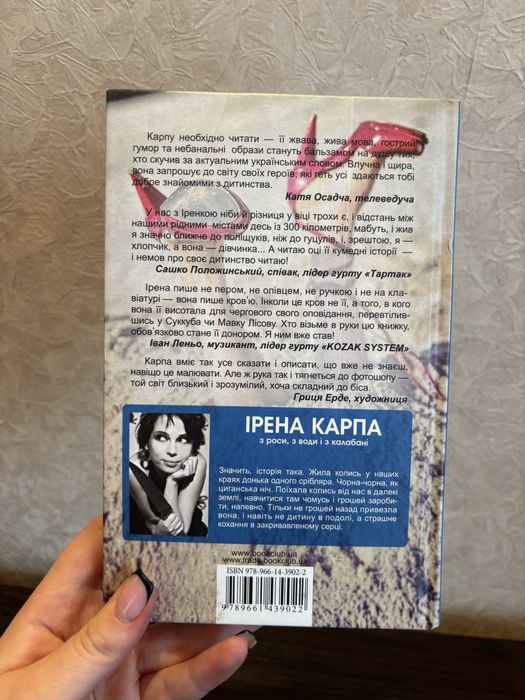 Карпу необхідно читати — її жвава, жива мова, гострий
гумор та небанальні образи стануть бальзамом на душу тих,
хто скучив за актуальним українським словом. Влучна і щира,
вона запрошує до світу своїх героїв, які геть усі здаються тобі
добре знайомими з дитинства.
Катя Осадча, телеведуча
У нас з Іренкою ніби й різниця у віці трохи є, і відстань між
нашими рідними містами десь із 300 кілометрів, мабуть, і жив
я значно ближче до поліщуків, ніж до гуцулів, і, зрештою, я —
хлопчик, а вона — дівчинка... А читаю оці її кумедні історії —
і немов про своє дитинство читаю!
Сашко Положинський, співак, лідер гурту «Тартак»
Ірена пише не пером, не олівцем, не ручкою і не на кла-
віатурі — вона пише кров'ю. Інколи це кров не її, а того, в кого
вона її висотала для чергового свого оповідання, перевтілив-
шись у Суккуба чи Мавку Лісову. Хто візьме в руки цю книжку,
обов'язково стане її донором. Я ним вже став!
Іван Леньо, музикант, лідер гурту «KOZAK SYSTEM»
Карпа вміє так усе сказати і описати, що вже не знаєш,
навіщо це малювати. Але ж рука так і тягнеться до фотошопу —
той світ близький і зрозумілий, хоча складний до біса.
Гриця Ерде, художниця
ІРЕНА КАРПА
з роси, з води і з калабані
Значить, історія така. Жила колись у наших
краях донька одного срібляра. Чорна-чорна, як
циганська ніч. Поїхала колись від нас в далекі
землі, навчитися там чомусь і грошей зароби-
ти, напевно. Тільки не грошей назад привезла
вона, і навіть не дитину в подолі, а страшне
кохання в закривавленому серці.
www.bookclub.ua
www.trade.bookclub.ua
ISBN 978-966-14-3902-2
9789661439022